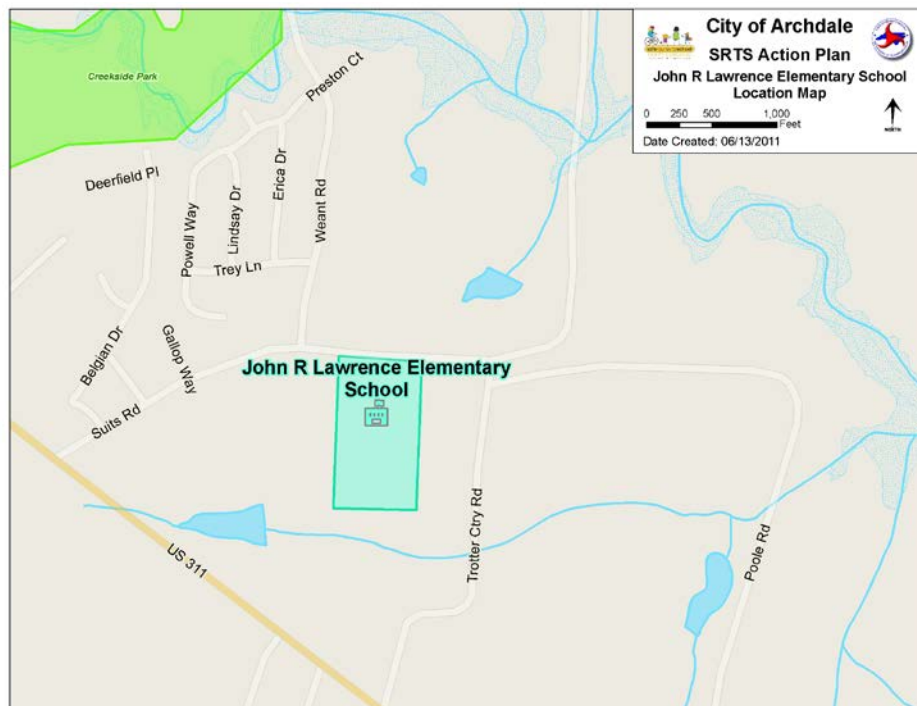 City of Archdale
SRTS Action Plan
John R Lawrence Elementary School
Location Map
0 250 500 1,000
Feet
NORTH
Date Created: 06/13/2011
Creekside Park
Preston Ct
Deerfield Pl
Powell Way
Lindsay Dr
Erica Dr
Weant Rd
Trey Ln
Belgian Dr
Gallop Way
Suits Rd
John R Lawrence Elementary
School
US 311
Trotter Ctry Rd
Poole Rd